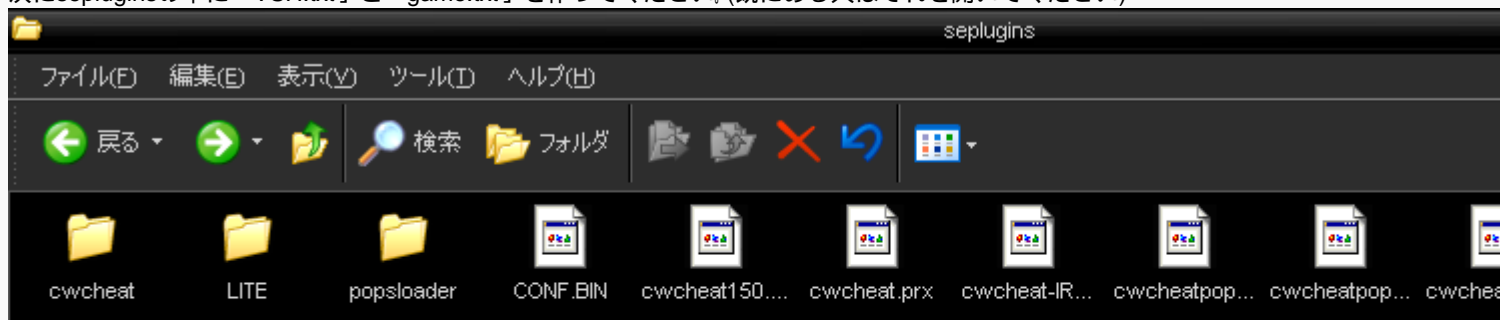 seplugins
ファイル(F) 編集(E) 表示(V) ツール(T) ヘルプ(H)
戻る 検索 フォルダ
cwcheat LITE popsloader CONF.BIN cwcheat150.... cwcheat.prx cwcheat-IR... cwcheatpop... cwcheatpop... cwchea